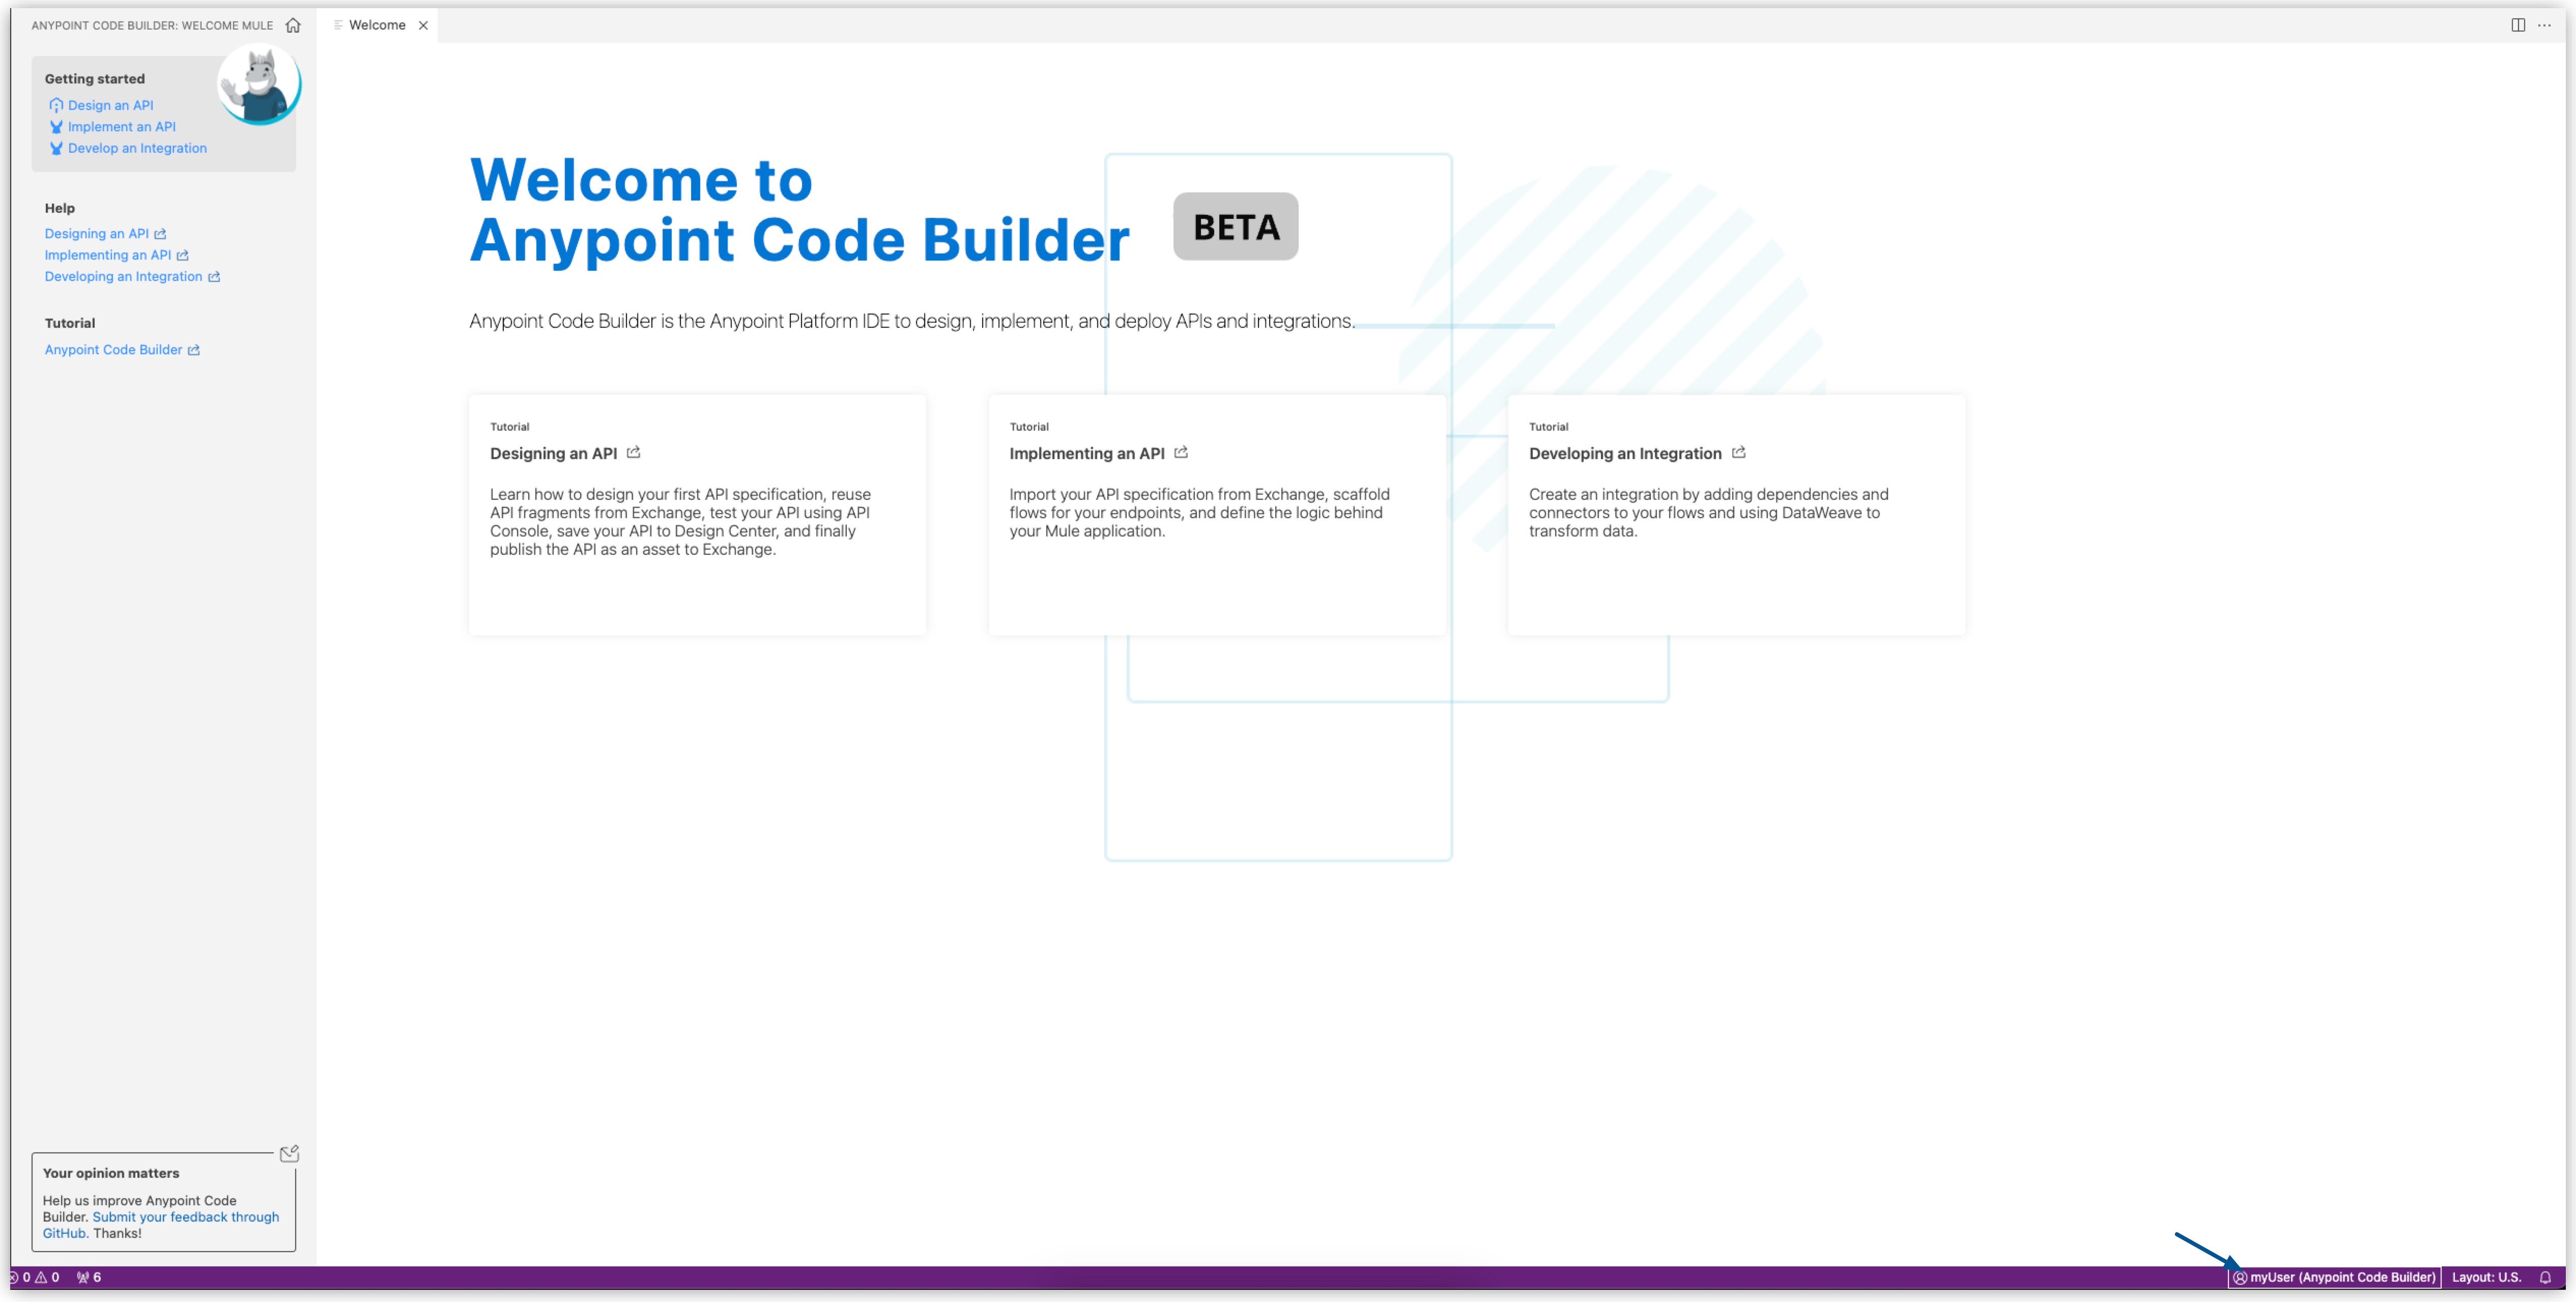 ANYPOINT CODE BUILDER: WELCOME MULE
Welcome
Getting started
Design an API
Implement an API
Develop an Integration
Help
Designing an API
Implementing an API
Developing an Integration
Tutorial
Anypoint Code Builder
Your opinion matters
Help us improve Anypoint Code
Builder. Submit your feedback through
GitHub. Thanks!
Welcome to
Anypoint Code Builder
BETA
Anypoint Code Builder is the Anypoint Platform IDE to design, implement, and deploy APIs and integrations.
Tutorial
Designing an API
Learn how to design your first API specification, reuse
API fragments from Exchange, test your API using API
Console, save your API to Design Center, and finally
publish the API as an asset to Exchange.
Tutorial
Implementing an API
Import your API specification from Exchange, scaffold
flows for your endpoints, and define the logic behind
your Mule application.
Tutorial
Developing an Integration
Create an integration by adding dependencies and
connectors to your flows and using DataWeave to
transform data.
0 0 6
myUser (Anypoint Code Builder) Layout: U.S.